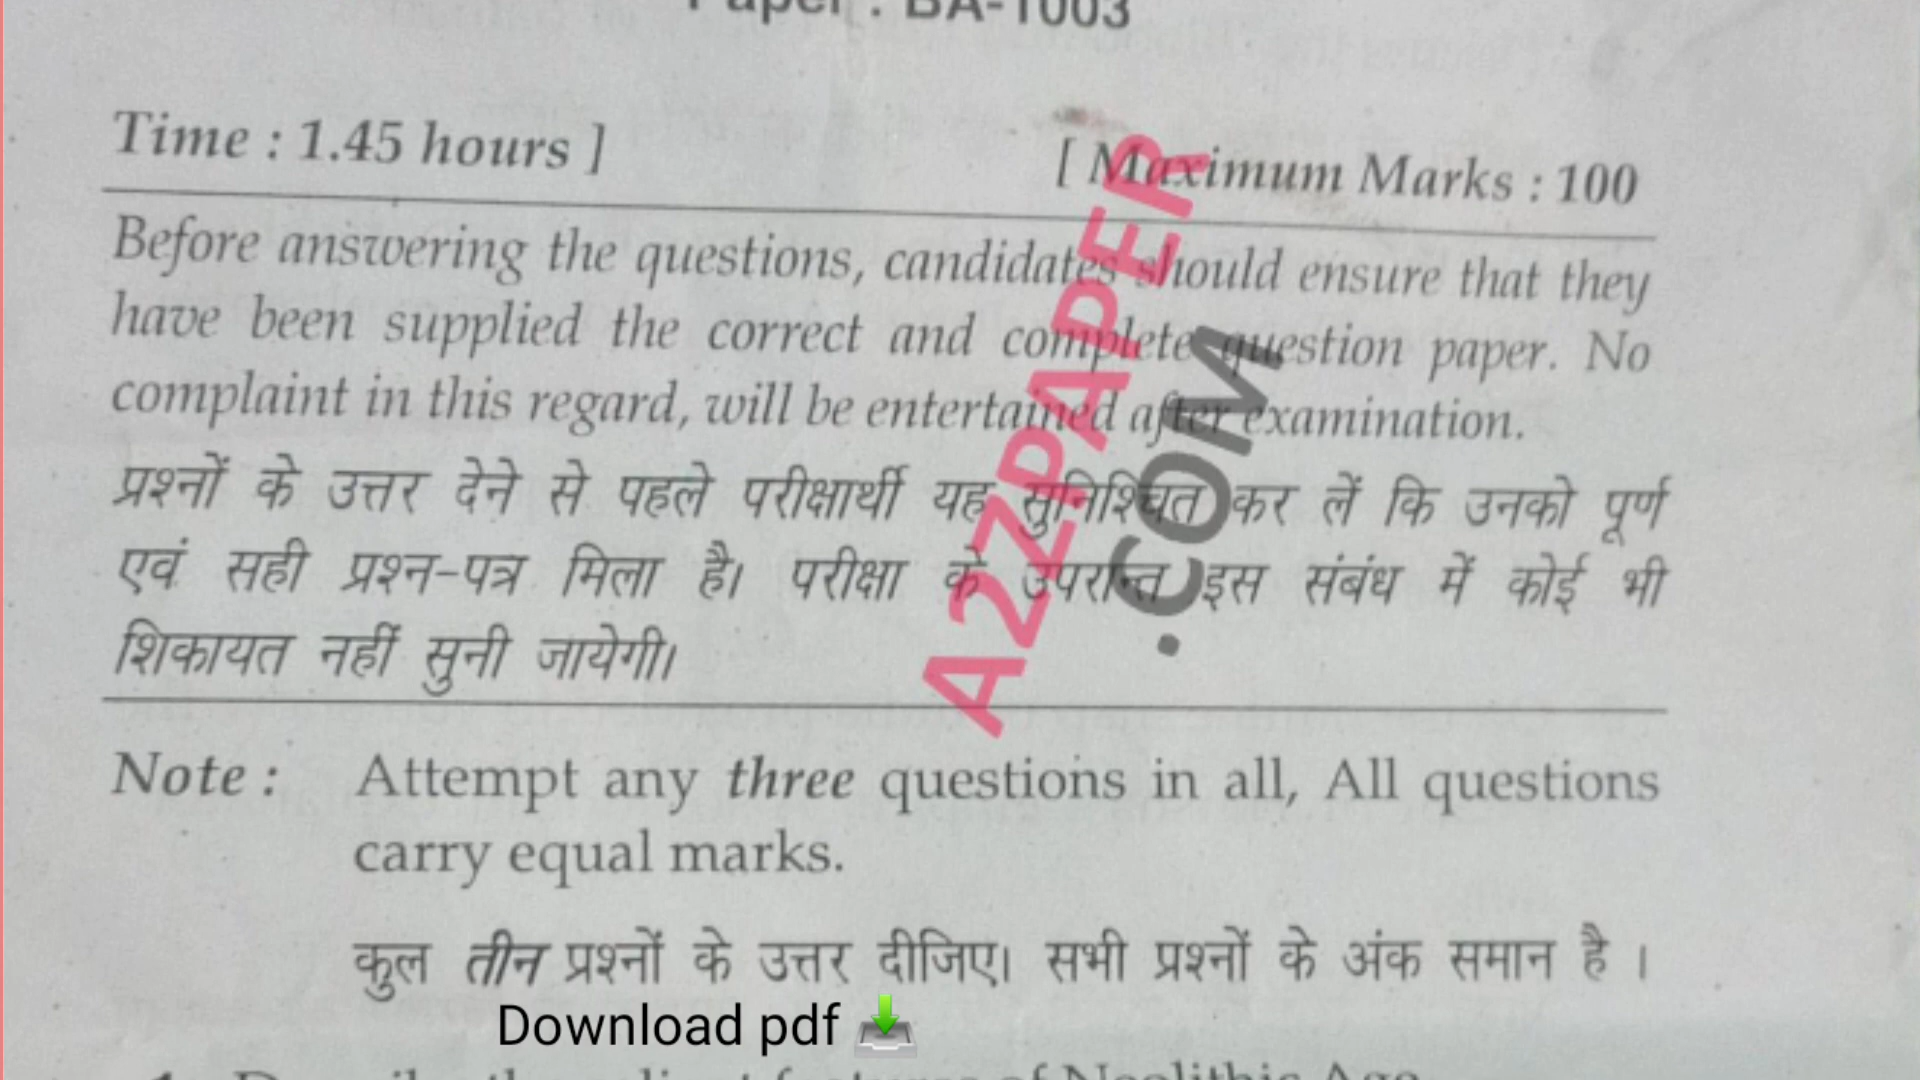 Paper : BA-1003
Time : 1.45 hours ]
[ Maximum Marks : 100
Before answering the questions, candidates should ensure that they
have been supplied the correct and complete question paper. No
complaint in this regard, will be entertained after examination.
प्रश्नों के उत्तर देने से पहले परीक्षार्थी यह सुनिश्चित कर लें कि उनको पूर्ण
एवं सही प्रश्न-पत्र मिला है। परीक्षा के उपरान्त इस संबंध में कोई भी
शिकायत नहीं सुनी जायेगी।
A2ZPAPER
.COM
Note : Attempt any three questions in all, All questions
carry equal marks.
कुल तीन प्रश्नों के उत्तर दीजिए। सभी प्रश्नों के अंक समान है ।
Download pdf
features of Neolithic Age